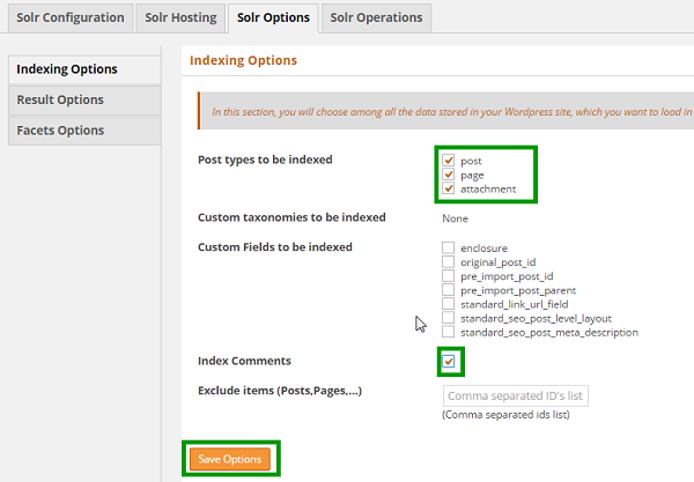 Solr Configuration Solr Hosting Solr Options Solr Operations
Indexing Options
Result Options
Facets Options
Indexing Options
In this section, you will choose among all the data stored in your Wordpress site, which you want to load in
Post types to be indexed
post
page
attachment
Custom taxonomies to be indexed None
Custom Fields to be indexed
enclosure
original_post_id
pre_import_post_id
pre_import_post_parent
standard_link_url_field
standard_seo_post_level_layout
standard_seo_post_meta_description
Index Comments
Exclude items (Posts,Pages,...) Comma separated ID's list
(Comma separated ids list)
Save Options